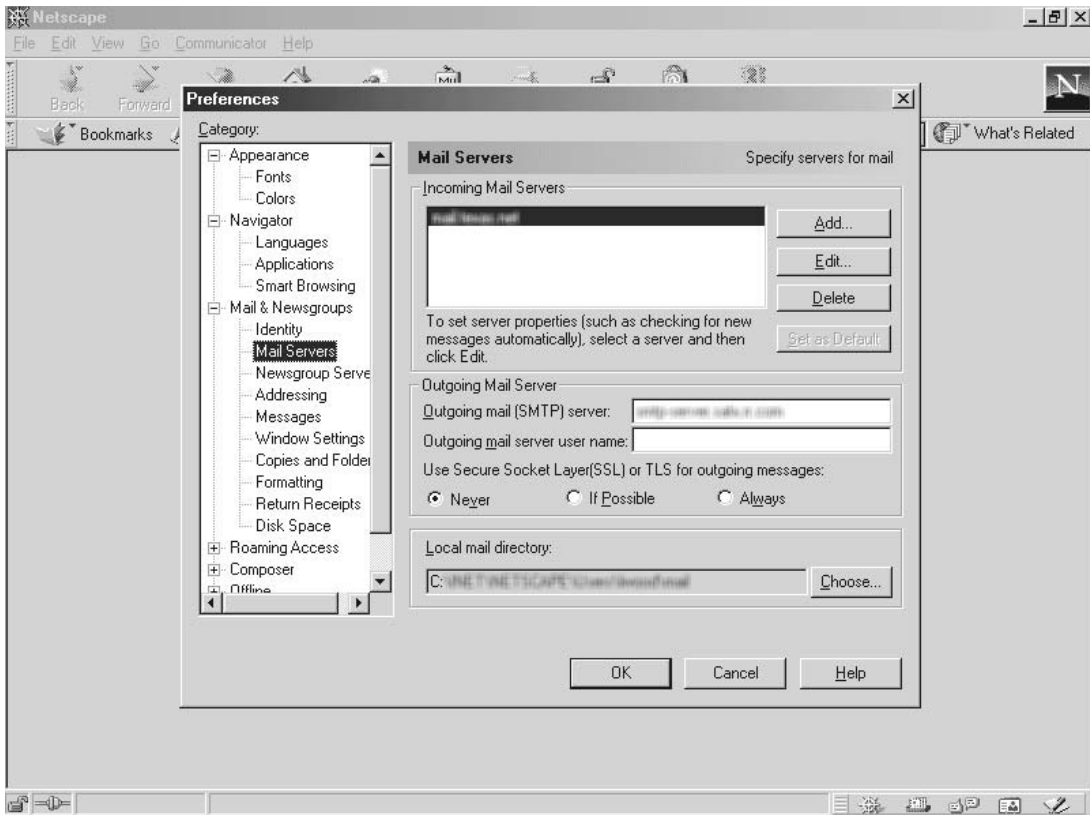 Netscape
File Edit View Go Communicator Help
Back Forward
Preferences
Bookmarks
What's Related
N
Category:
Appearance
Fonts
Colors
Navigator
Languages
Applications
Smart Browsing
Mail & Newsgroups
Identity
Mail Servers
Newsgroup Serve
Addressing
Messages
Window Settings
Copies and Folder
Formatting
Return Receipts
Disk Space
Roaming Access
Composer
Offline
Mail Servers Specify servers for mail
Incoming Mail Servers
Add...
Edit...
Delete
Set as Default
To set server properties (such as checking for new
messages automatically), select a server and then
click Edit.
Outgoing Mail Server
Outgoing mail (SMTP) server:
Outgoing mail server user name:
Use Secure Socket Layer(SSL) or TLS for outgoing messages:
Never If Possible Always
Local mail directory:
C:
Choose...
OK Cancel Help